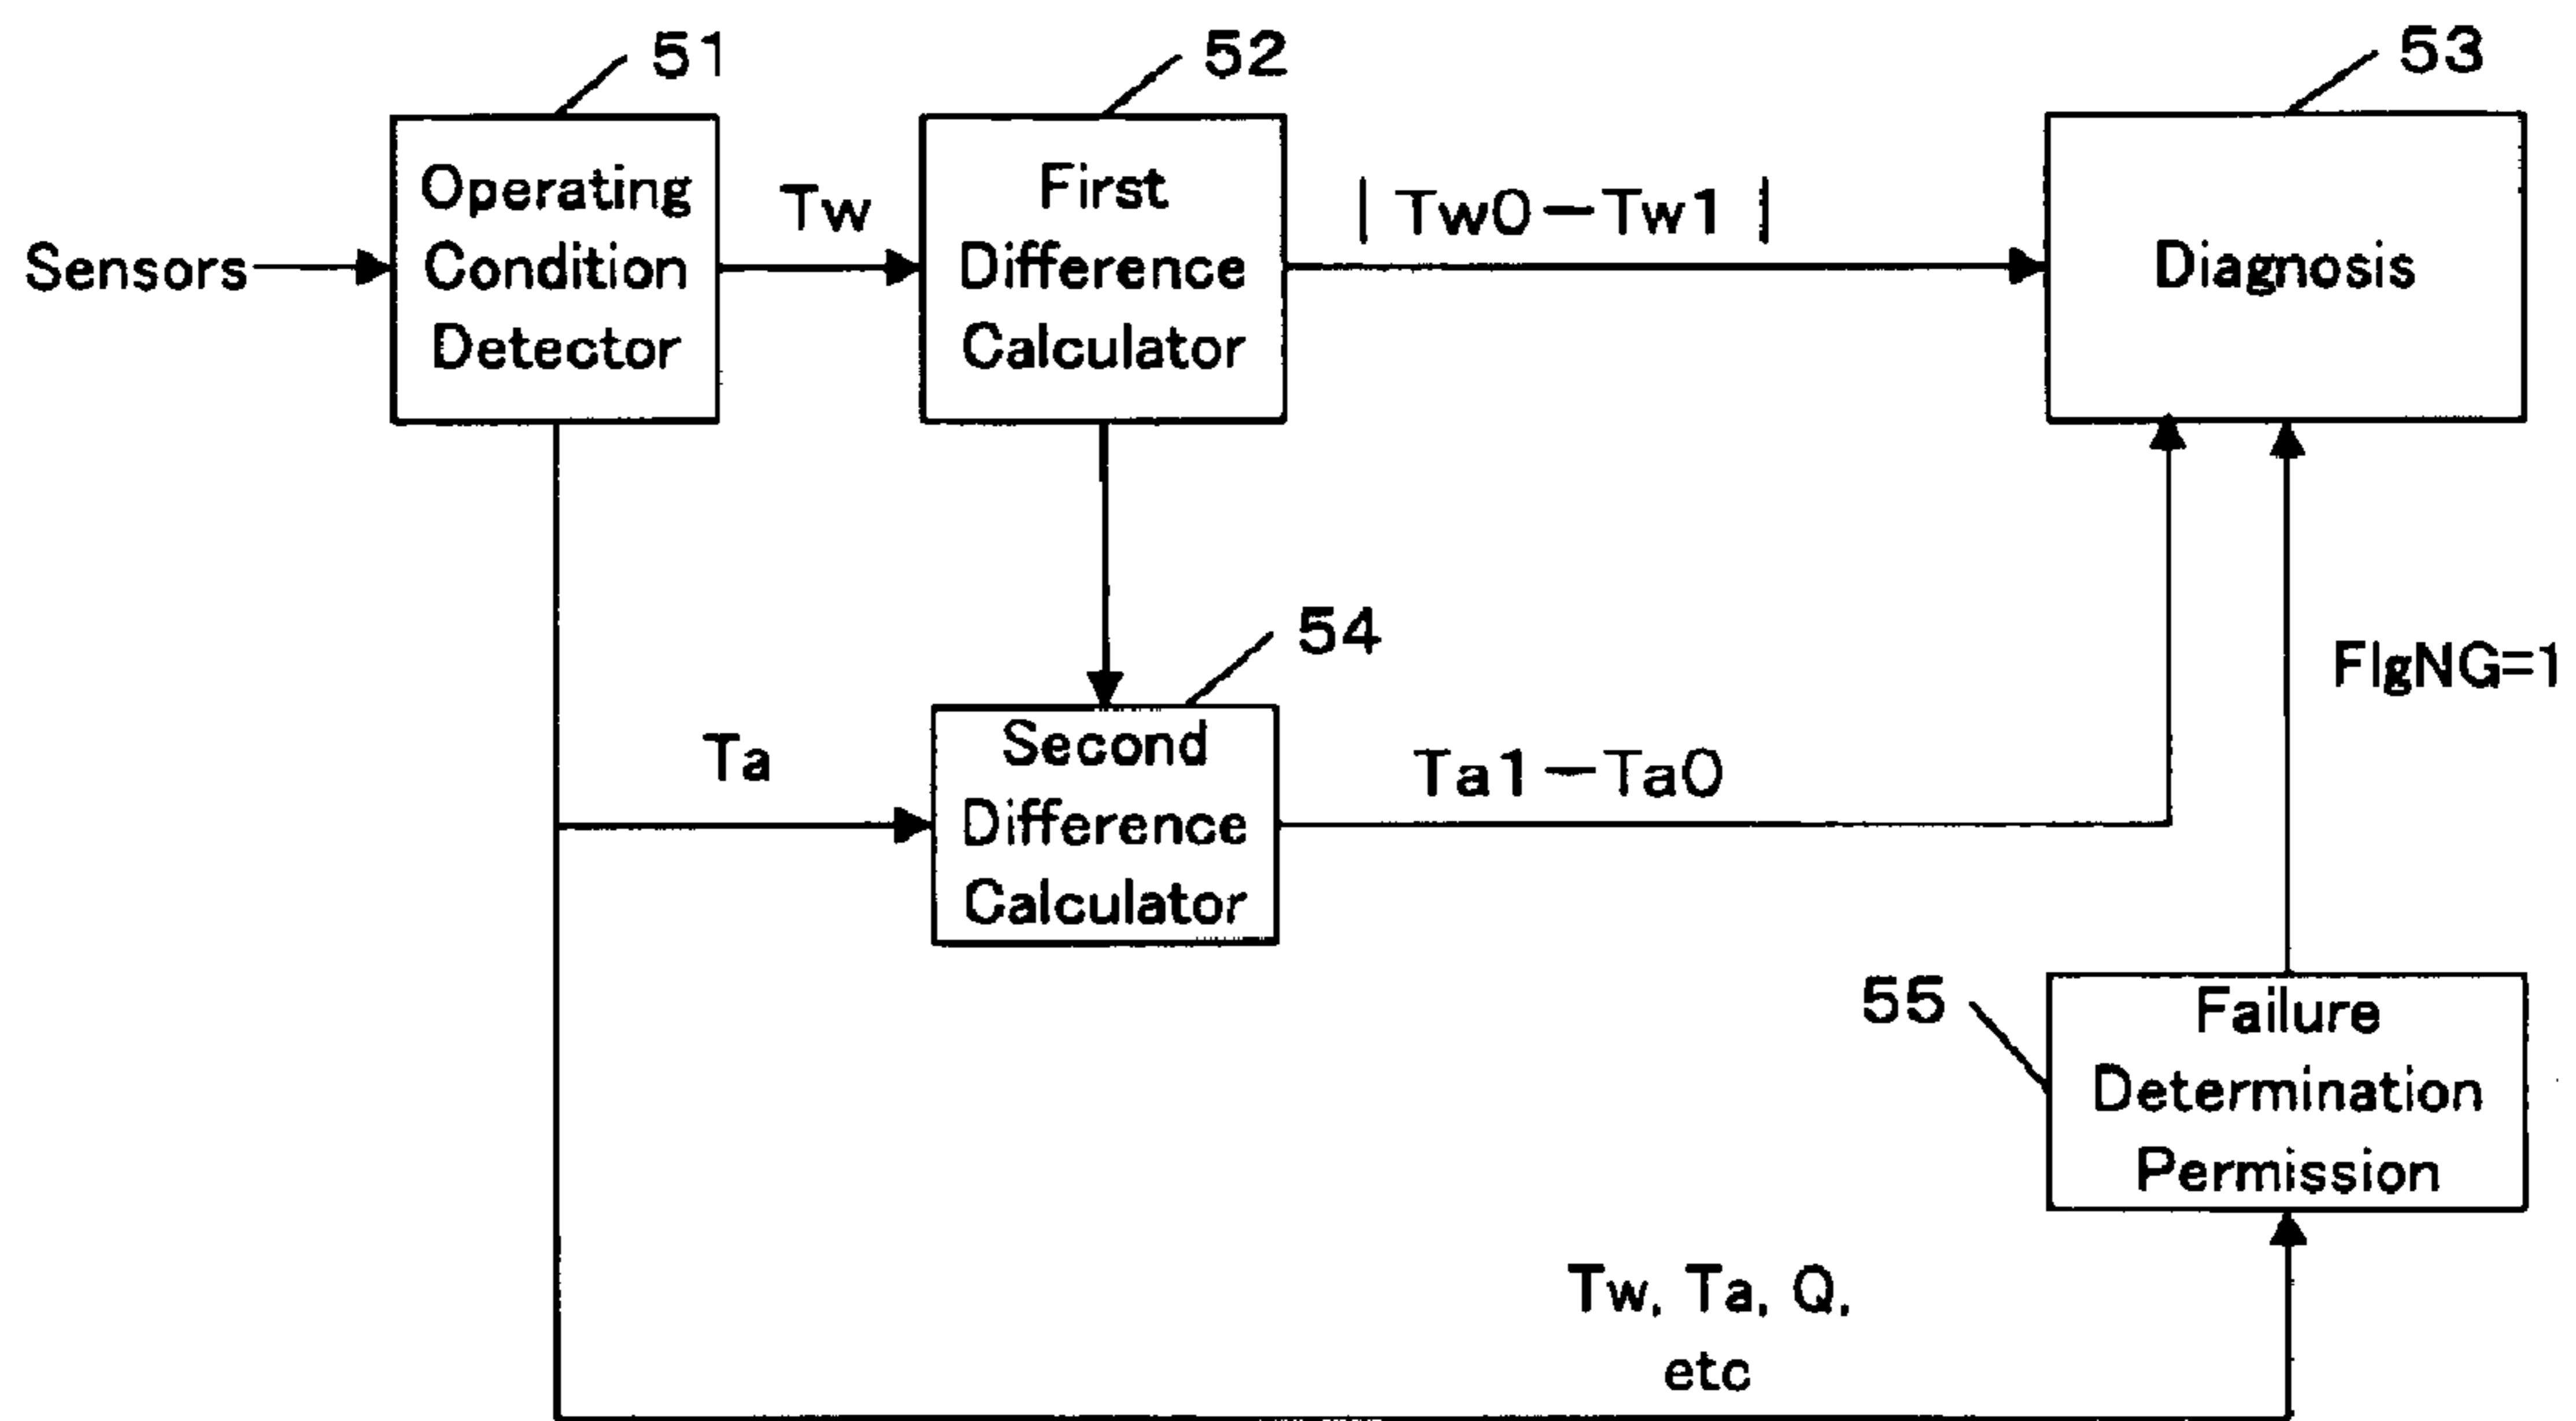 51
52
53
Sensors
Operating
Condition
Detector
Tw
First
Difference
Calculator
| Tw0－Tw1 |
Diagnosis
54
FlgNG=1
Ta
Second
Difference
Calculator
Ta1－Ta0
55
Failure
Determination
Permission
Tw, Ta, Q,
etc